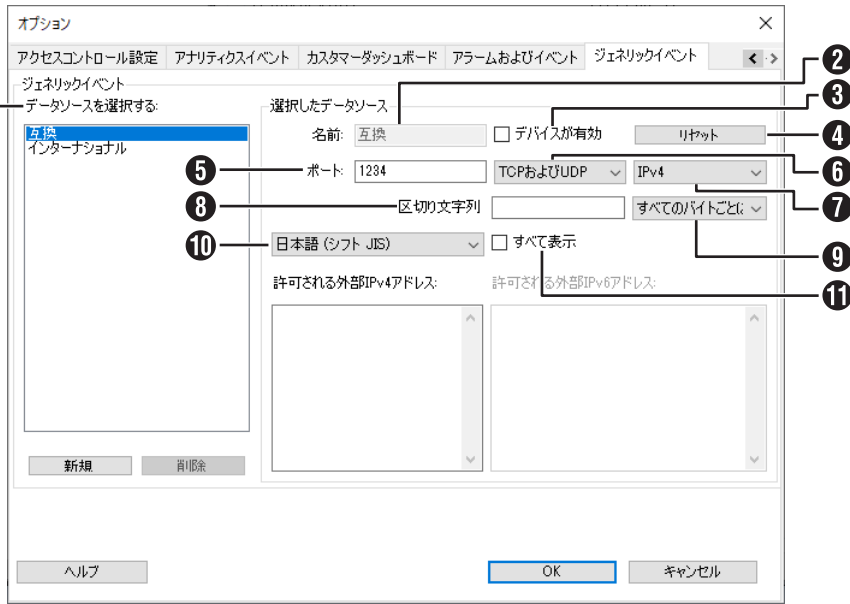 オプション
アクセスコントロール設定 アナリティクスイベント カスタマーダッシュボード アラームおよびイベント ジェネリックイベント
ジェネリックイベント
データソースを選択する:
互換
インターナショナル
新規 削除
選択したデータソース
名前: 互換 デバイスが有効 リセット
ポート: 1234 TCPおよびUDP IPv4
区切り文字列 すべてのバイトごとに
日本語 (シフト JIS) すべて表示
許可される外部IPv4アドレス: 許可される外部IPv6アドレス:
ヘルプ OK キャンセル
❷
❸
❹
❺
❻
❼
❽
❾
❿
⓫